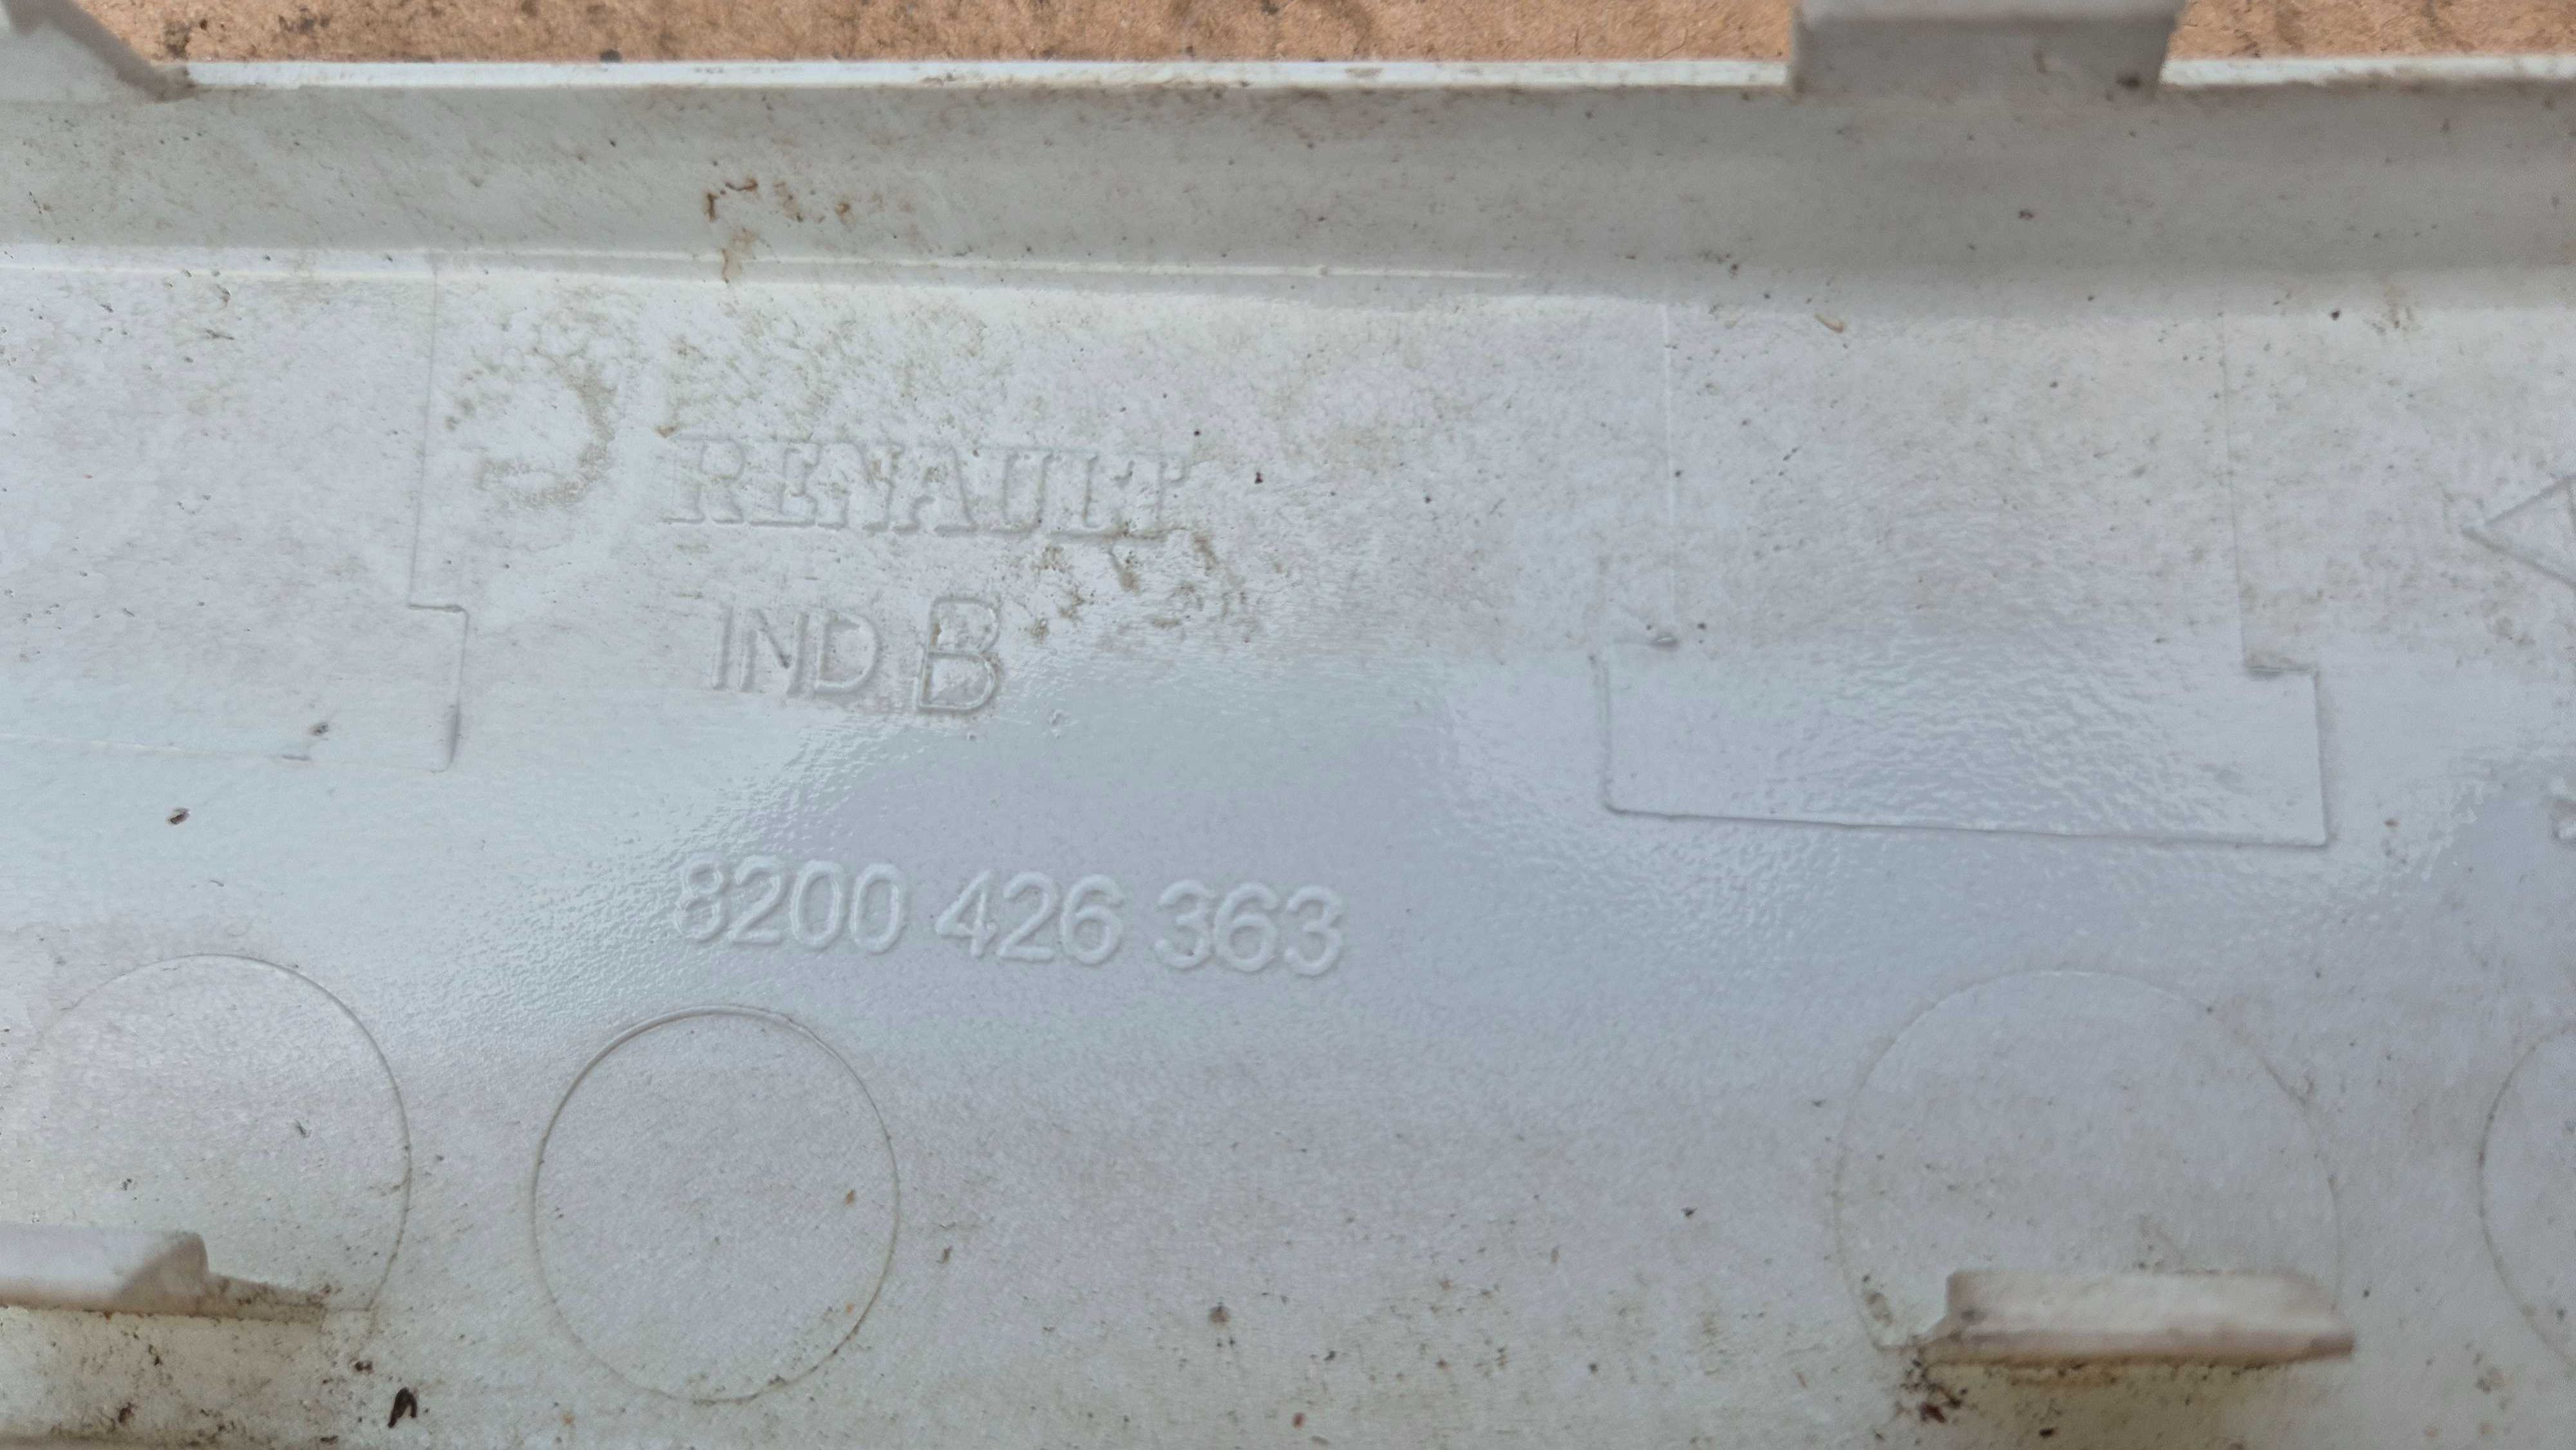 RENAULT
IND B
8200 426 363